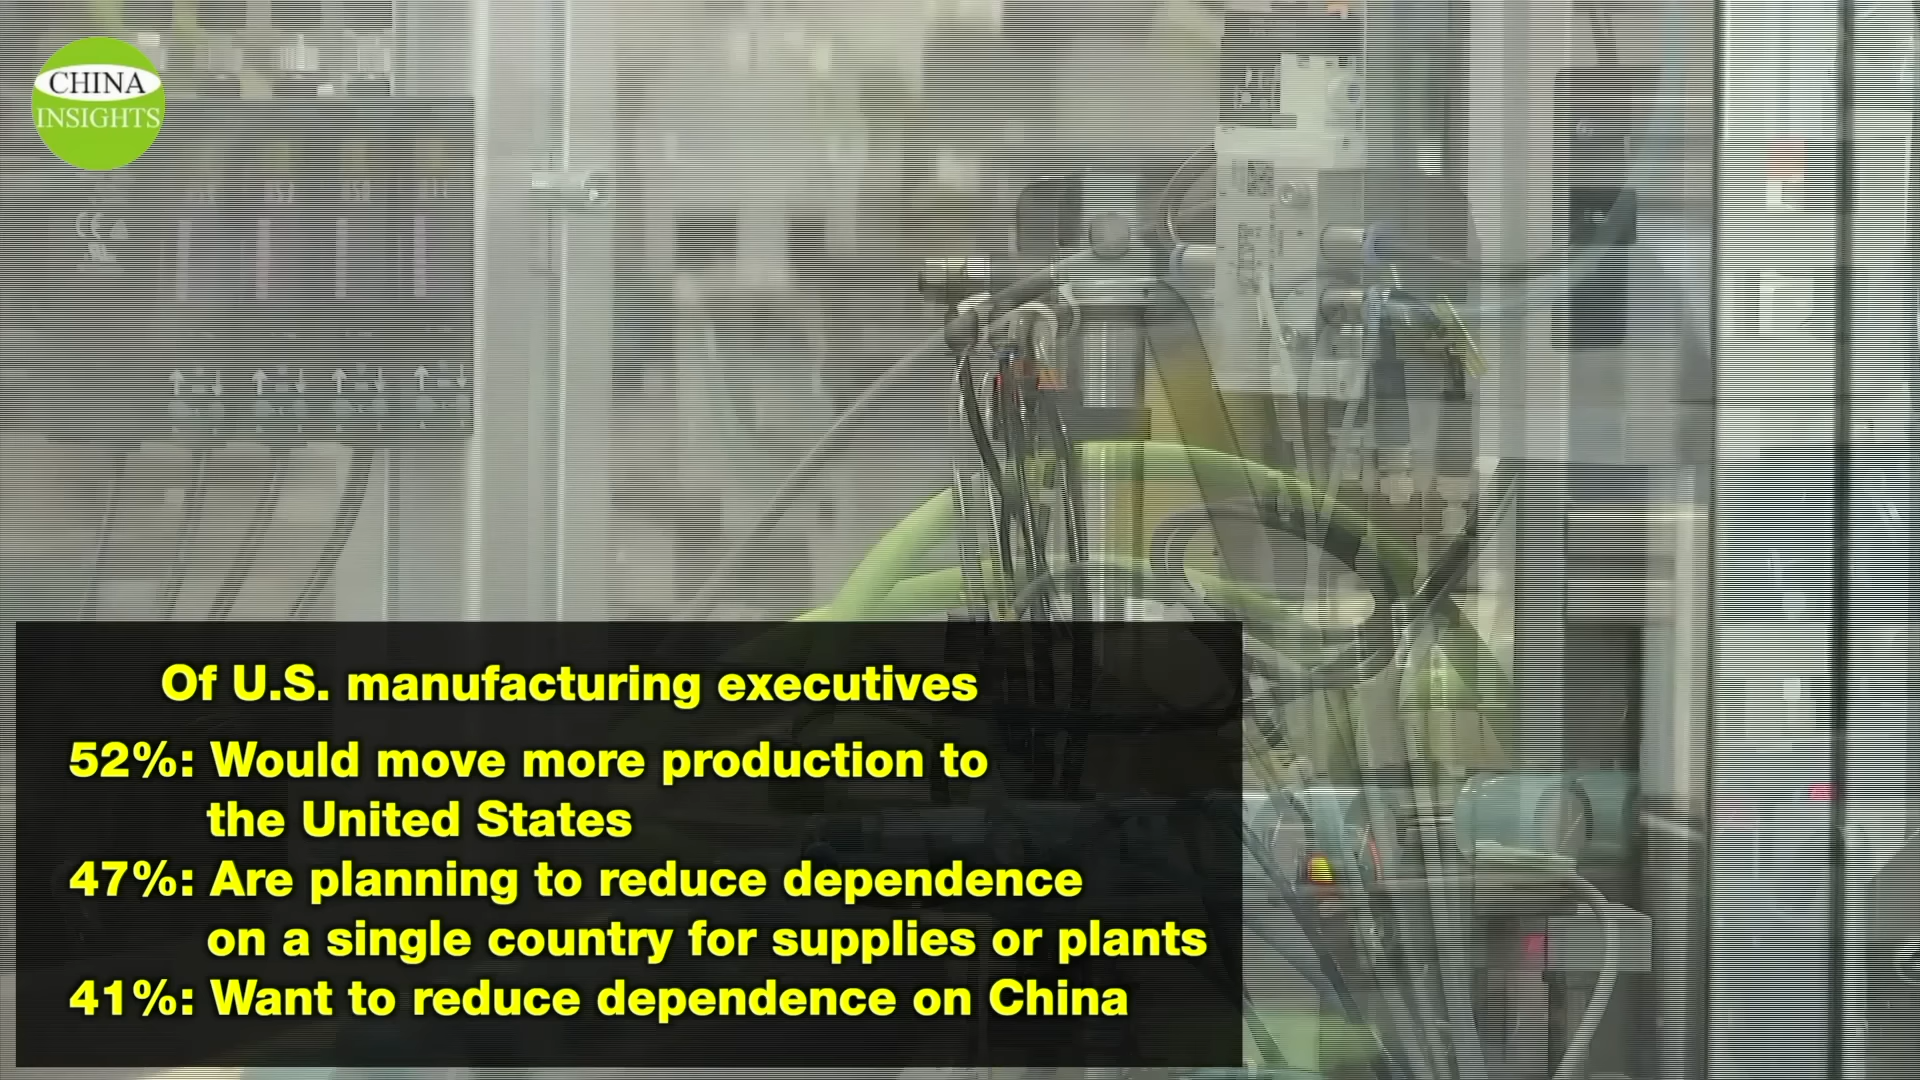 CHINA
INSIGHTS
Of U.S. manufacturing executives
52%: Would move more production to
the United States
47%: Are planning to reduce dependence
on a single country for supplies or plants
41%: Want to reduce dependence on China